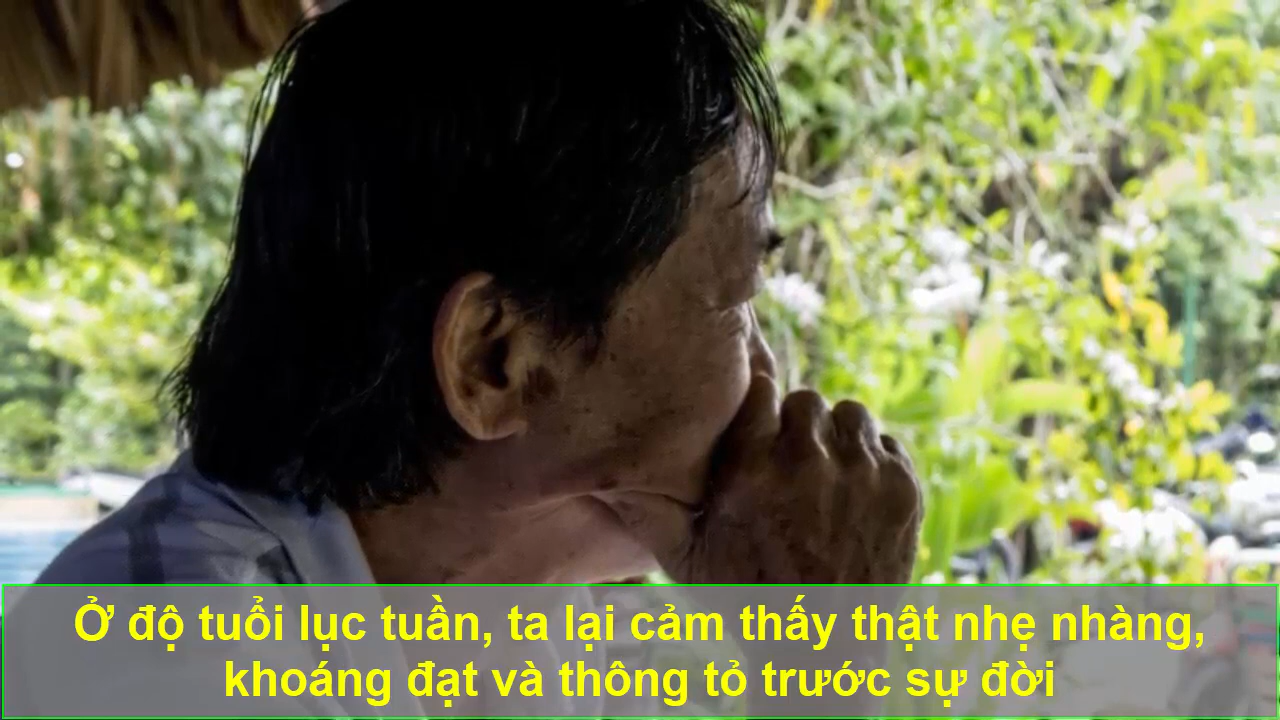 Ở độ tuổi lục tuần, ta lại cảm thấy thật nhẹ nhàng,
khoáng đạt và thông tỏ trước sự đời